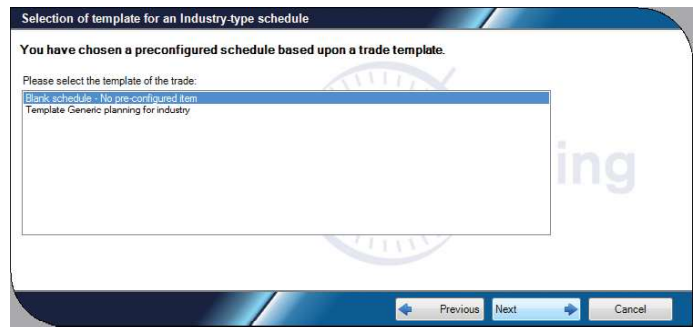 Selection of template for an Industry-type schedule
You have chosen a preconfigured schedule based upon a trade template.
Please select the template of the trade:
Blank schedule - No pre-configured item
Template Generic planning for industry
ing
Previous Next Cancel